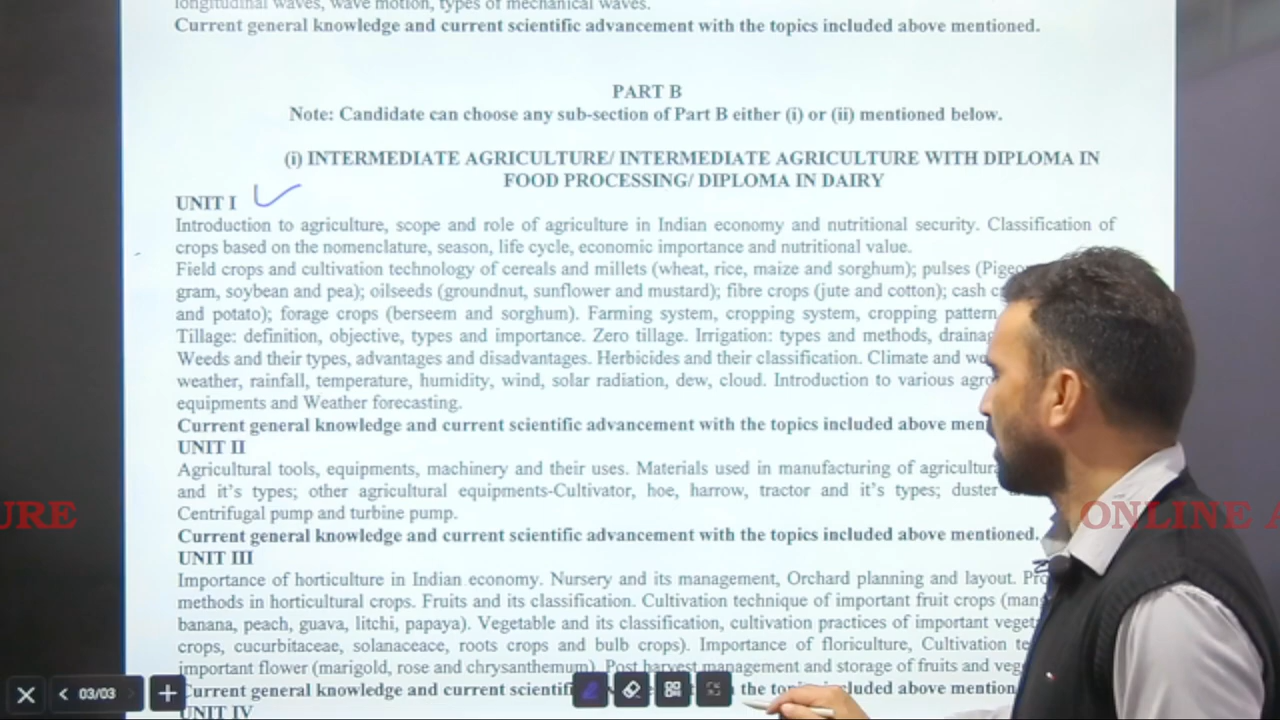 longitudinal waves, wave motion, types of mechanical waves.
Current general knowledge and current scientific advancement with the topics included above mentioned.
PART B
Note: Candidate can choose any sub-section of Part B either (i) or (ii) mentioned below.
(i) INTERMEDIATE AGRICULTURE/ INTERMEDIATE AGRICULTURE WITH DIPLOMA IN
FOOD PROCESSING/ DIPLOMA IN DAIRY
UNIT I
Introduction to agriculture, scope and role of agriculture in Indian economy and nutritional security. Classification of
crops based on the nomenclature, season, life cycle, economic importance and nutritional value.
Field crops and cultivation technology of cereals and millets (wheat, rice, maize and sorghum); pulses
gram, soybean and pea); oilseeds (groundnut, sunflower and mustard); fibre crops (jute and cotton); cash
and potato); forage crops (berseem and sorghum). Farming system, cropping system, cropping pattern
Tillage: definition, objective, types and importance. Zero tillage. Irrigation: types and methods,
Weeds and their types, advantages and disadvantages. Herbicides and their classification. Climate and
weather, rainfall, temperature, humidity, wind, solar radiation, dew, cloud. Introduction to various
equipments and Weather forecasting.
Current general knowledge and current scientific advancement with the topics included above
UNIT II
Agricultural tools, equipments, machinery and their uses. Materials used in manufacturing of
and it's types; other agricultural equipments-Cultivator, hoe, harrow, tractor and it's types; duster
Centrifugal pump and turbine pump.
Current general knowledge and current scientific advancement with the topics included above mentioned.
UNIT III
Importance of horticulture in Indian economy. Nursery and its management, Orchard planning and layout.
methods in horticultural crops. Fruits and its classification. Cultivation technique of important fruit crops
banana, peach, guava, litchi, papaya). Vegetable and its classification, cultivation practices of important
crops, cucurbitaceae, solanaceace, roots crops and bulb crops). Importance of floriculture, Cultivation
important flower (marigold, rose and chrysanthemum). Post harvest management and storage of fruits and
Current general knowledge and current the included above
UNIT IV
03/03
URE
ONLINE A